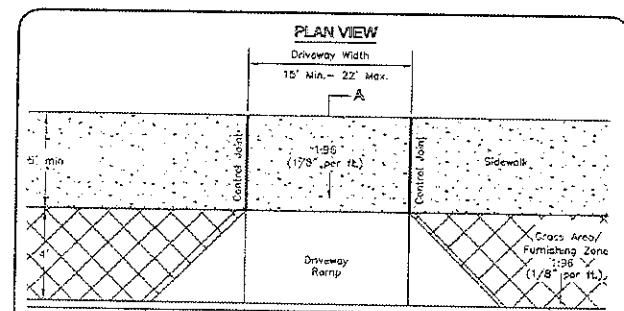 PLAN VIEW
Driveway Width
15' Min.- 22' Max.
A
Control Joint
1:96
(1/8" per ft.)
Control Joint
Sidewalk
5' min
4'
Driveway
Ramp
Grass Area/
Furnishing Zone
1:96
(1/8" per ft.)